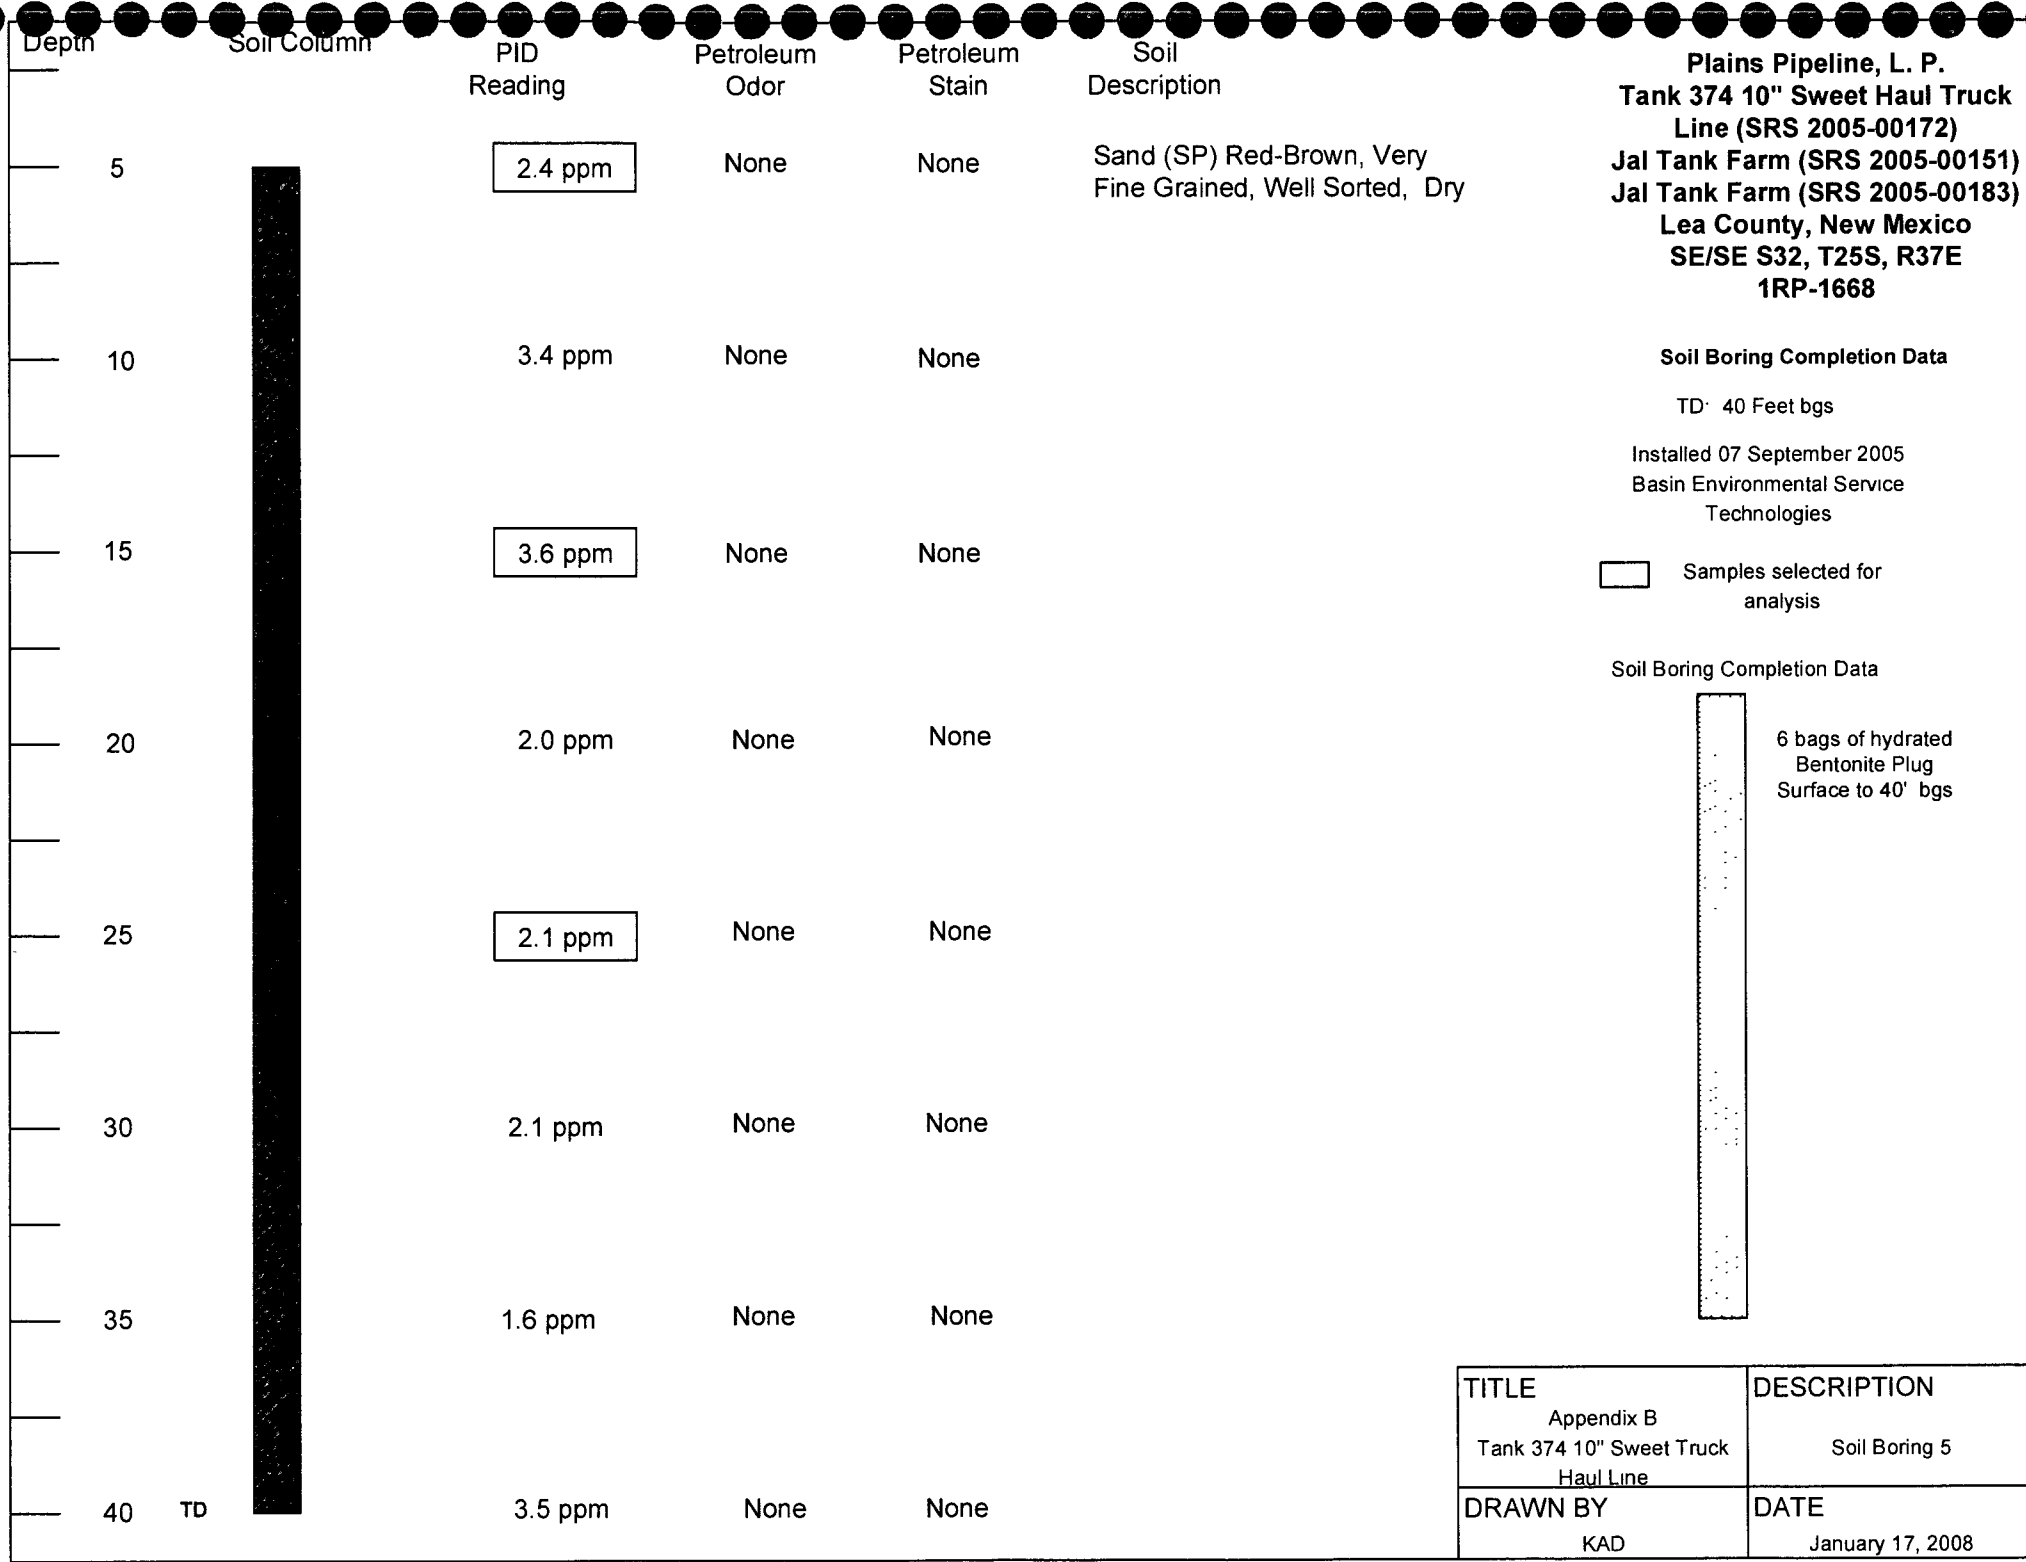 Depth Soil Column PID Reading Petroleum Odor Petroleum Stain Soil Description
5 2.4 ppm None None Sand (SP) Red-Brown, Very
Fine Grained, Well Sorted, Dry
10 3.4 ppm None None
15 3.6 ppm None None
20 2.0 ppm None None
25 2.1 ppm None None
30 2.1 ppm None None
35 1.6 ppm None None
40 TD 3.5 ppm None None
Plains Pipeline, L. P.
Tank 374 10" Sweet Haul Truck
Line (SRS 2005-00172)
Jal Tank Farm (SRS 2005-00151)
Jal Tank Farm (SRS 2005-00183)
Lea County, New Mexico
SE/SE S32, T25S, R37E
1RP-1668
Soil Boring Completion Data
TD· 40 Feet bgs
Installed 07 September 2005
Basin Environmental Service
Technologies
Samples selected for
analysis
Soil Boring Completion Data
6 bags of hydrated
Bentonite Plug
Surface to 40' bgs
TITLE
Appendix B
Tank 374 10" Sweet Truck
Haul Line
DESCRIPTION
Soil Boring 5
DRAWN BY
KAD
DATE
January 17, 2008